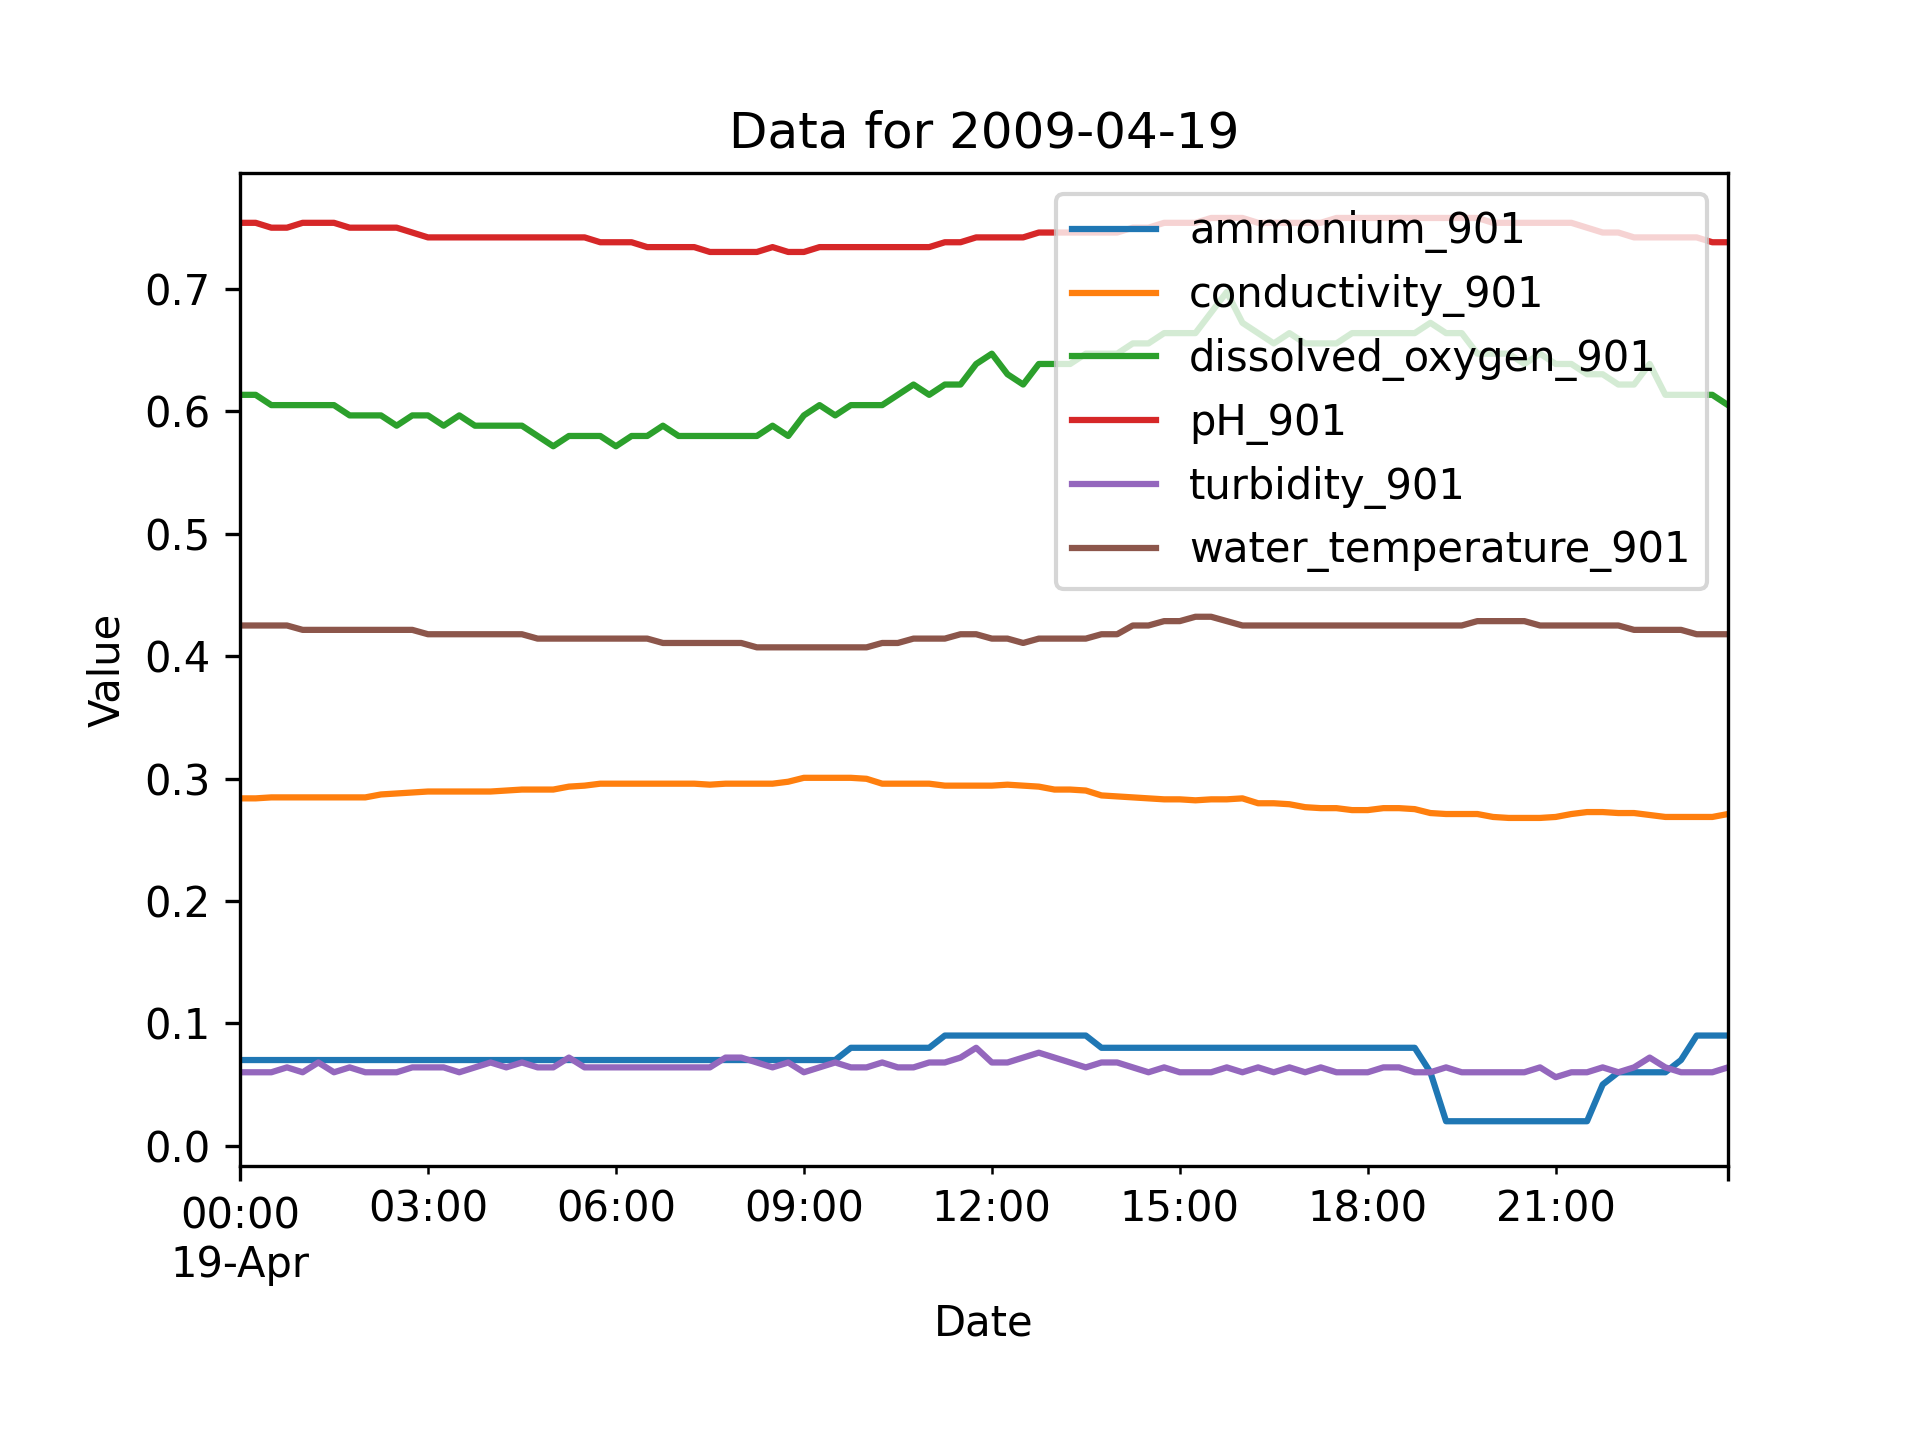 Data for 2009-04-19
ammonium_901
conductivity_901
dissolved_oxygen_901
pH_901
turbidity_901
water_temperature_901
Value
0.7
0.6
0.5
0.4
0.3
0.2
0.1
0.0
00:00 03:00 06:00 09:00 12:00 15:00 18:00 21:00
19-Apr
Date